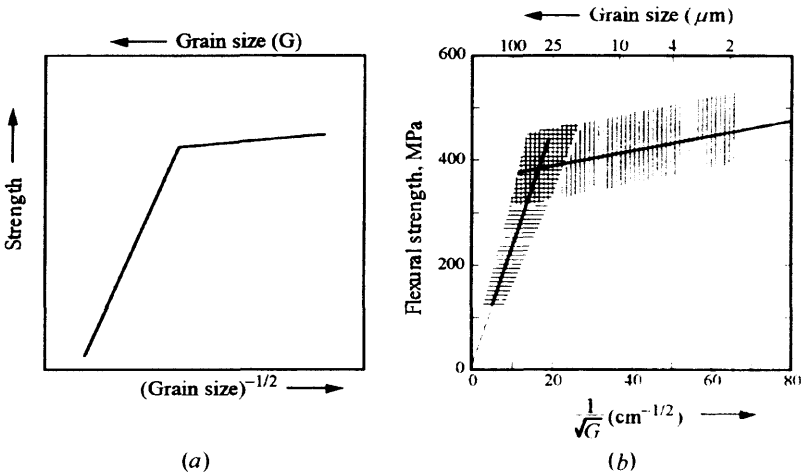 ⟵ Grain size (G)
Strength ⟶
(Grain size)⁻¹/² ⟶
(a)
⟵ Grain size (μm)
100 25 10 4 2
600
400
200
0
Flexural strength, MPa
0 20 40 60 80
1/√G (cm⁻¹/²) ⟶
(b)